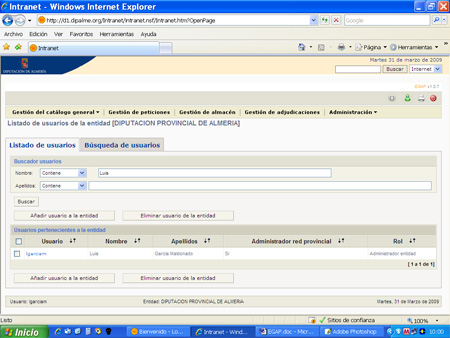 Intranet - Windows Internet Explorer
http://d1.dipalme.org/Intranet/intranet.nsf/Intranet.htm?OpenPage
Google
Archivo Edición Ver Favoritos Herramientas Ayuda
Intranet Página Herramientas
DIPUTACIÓN DE ALMERÍA Martes 31 de marzo de 2009
Buscar Internet
Gestión del catálogo general Gestión de peticiones Gestión de almacén Gestión de adjudicaciones Administración
Listado de usuarios de la entidad [DIPUTACION PROVINCIAL DE ALMERIA]
Listado de usuarios Búsqueda de usuarios
Buscador usuarios
Nombre: Contiene Luis
Apellidos: Contiene
Buscar
Añadir usuario a la entidad Eliminar usuario de la entidad
Usuarios pertenecientes a la entidad
Usuario Nombre Apellidos Administrador red provincial Rol
lgarciam Luis García Maldonado Si Administrador entidad
[1 a 1 de 1]
Añadir usuario a la entidad Eliminar usuario de la entidad
Usuario: lgarciam Entidad: DIPUTACION PROVINCIAL DE ALMERIA Martes, 31 de Marzo de 2009
Listo Sitios de confianza 100%
Inicio Bienvenido - Lo... Intranet - Wind... EGAP.doc - Micr... Adobe Photoshop 10:00